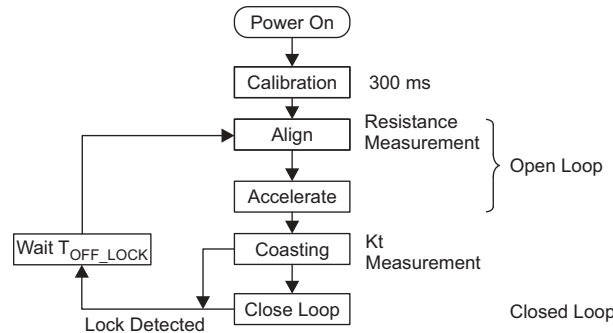 Power On
Calibration
300 ms
Align
Resistance
Measurement
Open Loop
Accelerate
Wait T_OFF_LOCK
Coasting
Kt
Measurement
Close Loop
Closed Loop
Lock Detected